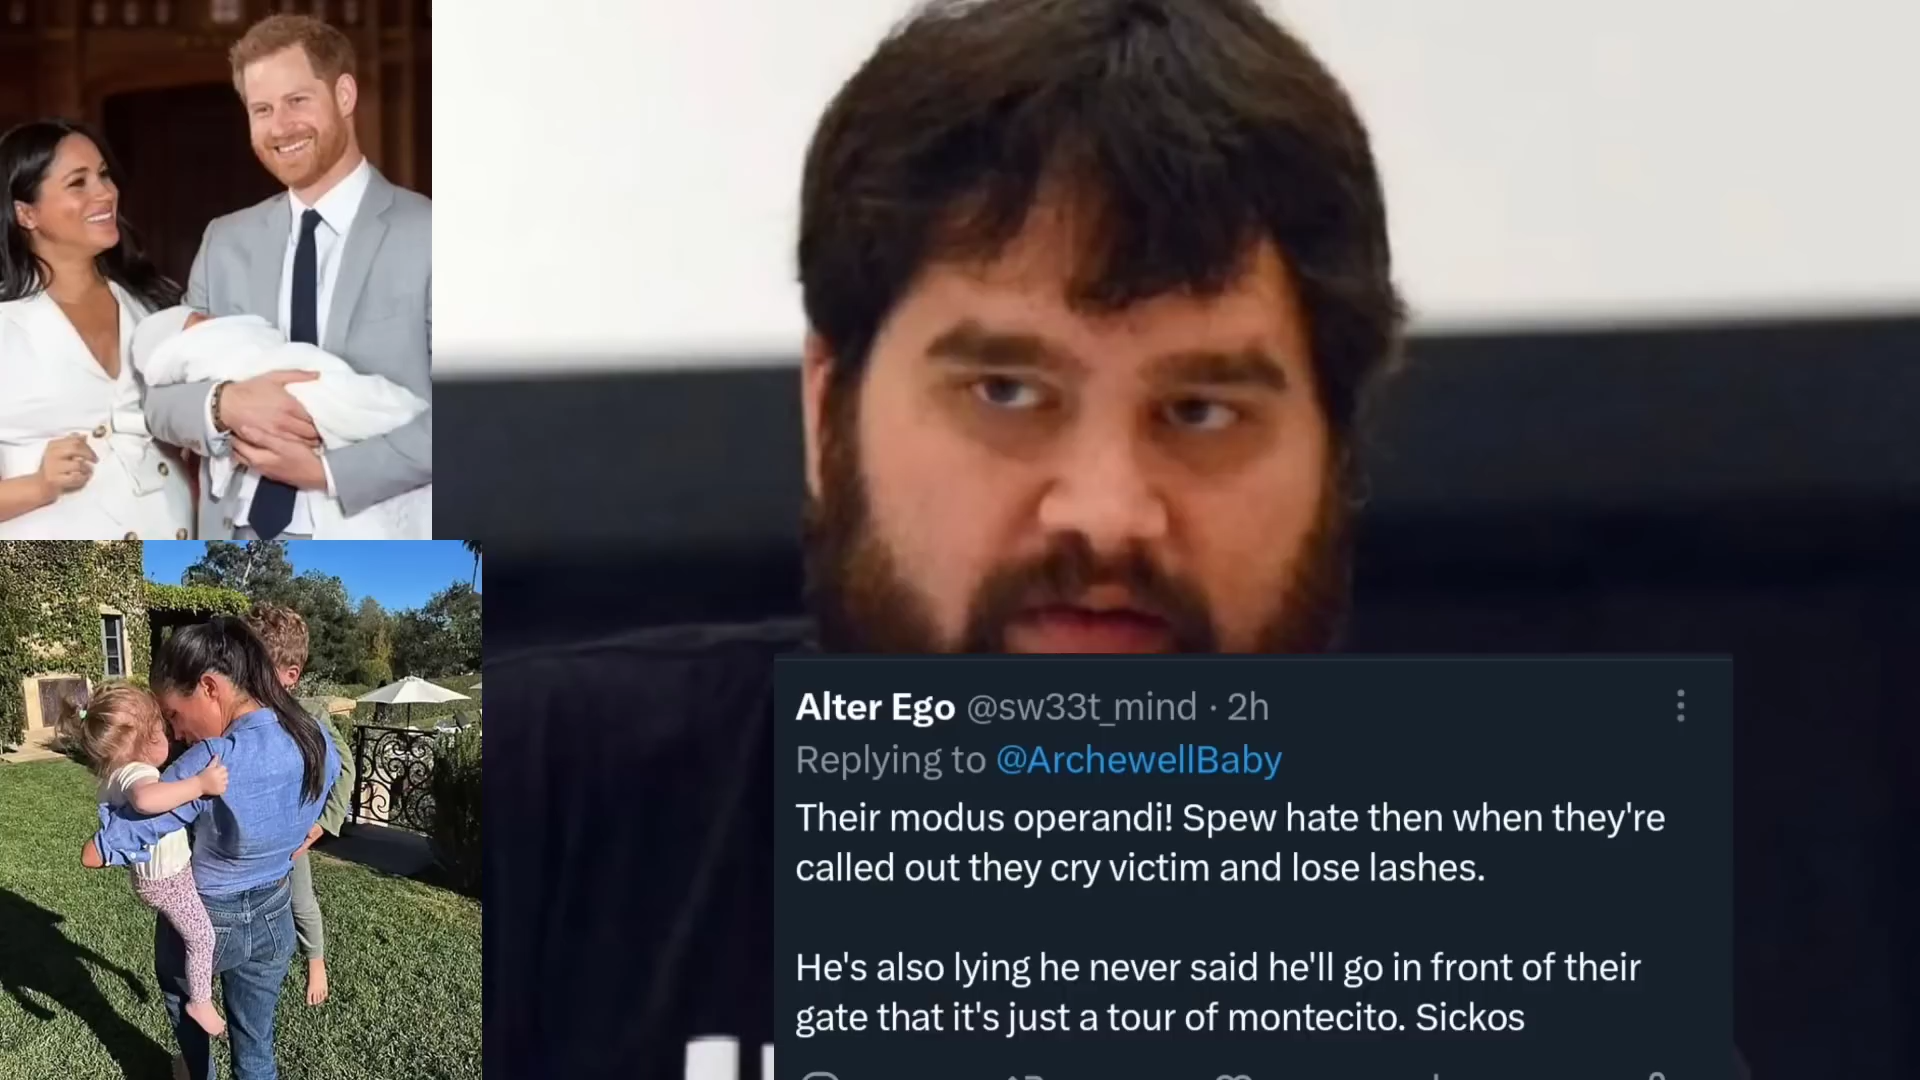 Alter Ego @sw33t_mind · 2h
Replying to @ArchewellBaby
Their modus operandi! Spew hate then when they're
called out they cry victim and lose lashes.
He's also lying he never said he'll go in front of their
gate that it's just a tour of montecito. Sickos